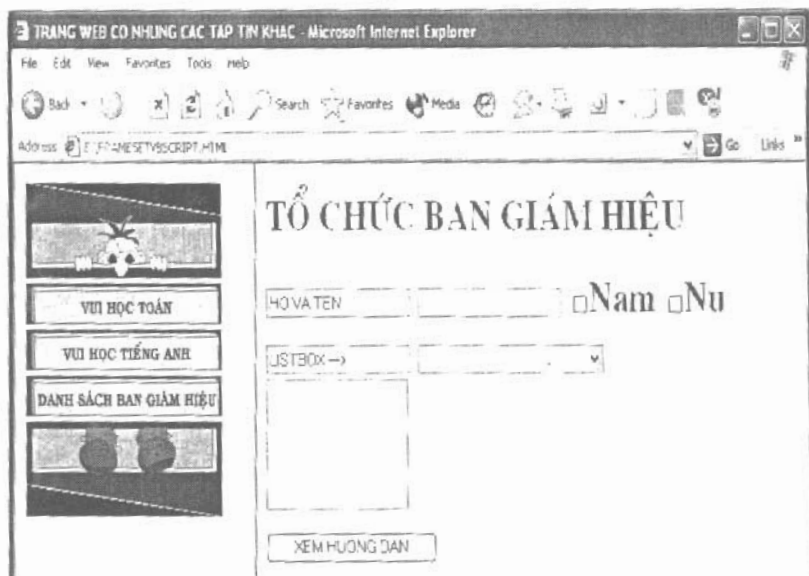 TRANG WEB CO NHUNG CAC TAP TIN KHAC - Microsoft Internet Explorer
File Edit View Favorites Tools Help
Back Search Favorites Media
Address E:\FRAMESETVBSCRIPT.HTML Go Links »
TỔ CHỨC BAN GIÁM HIỆU
VUI HỌC TOÁN
HO VA TEN Nam Nu
VUI HỌC TIẾNG ANH
LISTBOX -->
DANH SÁCH BAN GIÁM HIỆU
XEM HUONG DAN